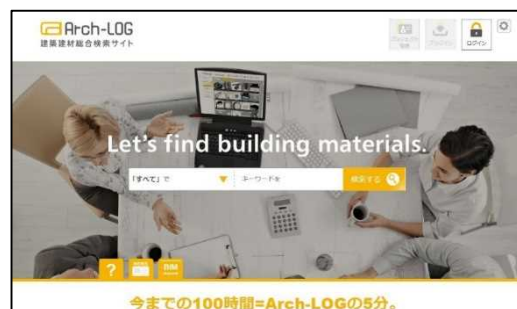 Arch-LOG
建築建材総合検索サイト
ログイン
Let's find building materials.
「すべて」で
キーワードを
検索する
?
BIM
今までの100時間=Arch-LOGの5分。